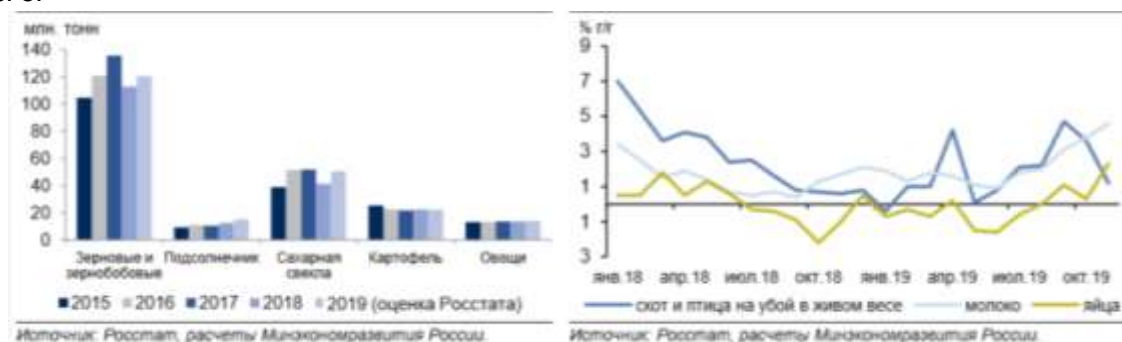 млн. тонн
140
120
100
80
60
40
20
0
Зерновые и зернобобовые
Подсолнечник
Сахарная свекла
Картофель
Овощи
2015 2016 2017 2018 2019 (оценка Росстата)
Источник: Росстат, расчеты Минэкономразвития России.
% г/г
9
7
5
3
1
1
3
янв.18 апр.18 июл.18 окт.18 янв.19 апр.19 июл.19 окт.19
скот и птица на убой в живом весе молоко яйца
Источник: Росстат, расчеты Минэкономразвития России.